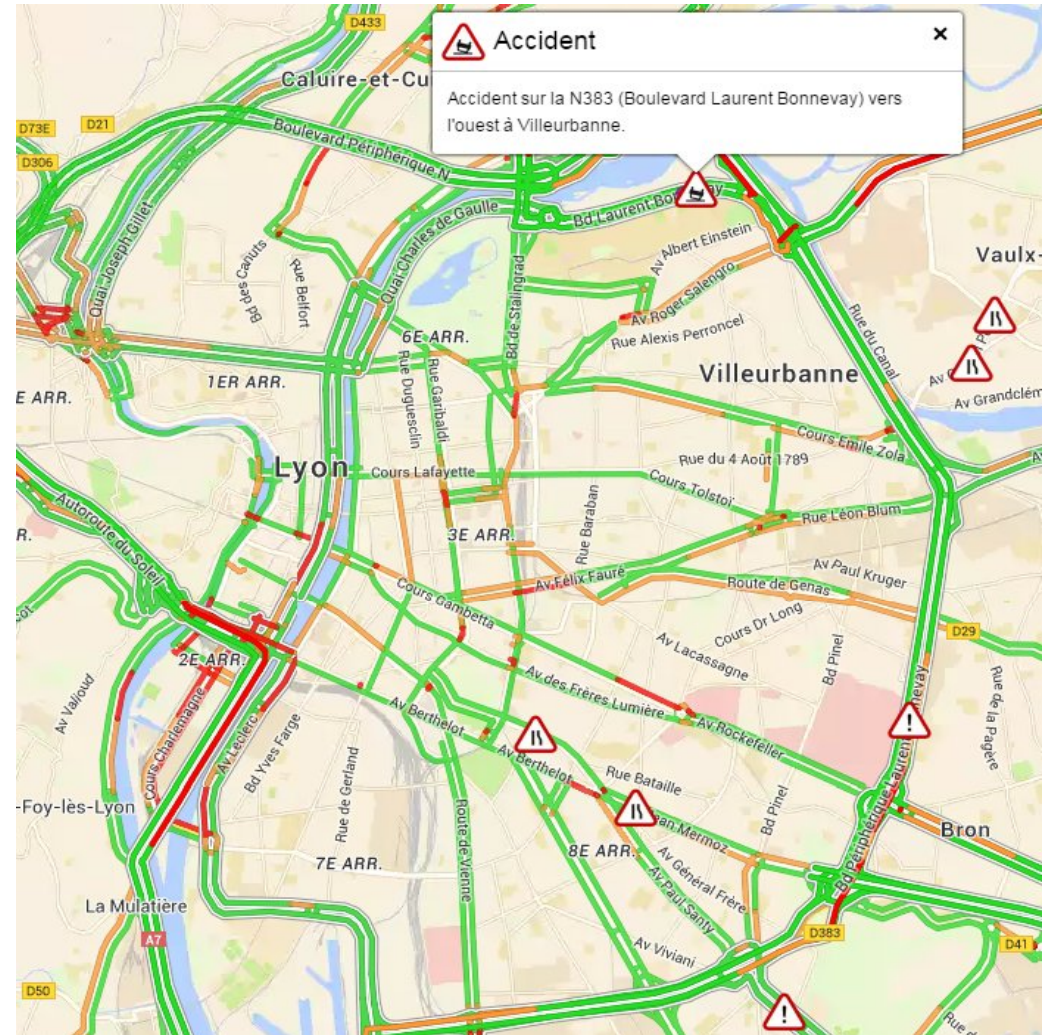 D433
Accident
×
Caluire-et-Cu
Accident sur la N383 (Boulevard Laurent Bonnevay) vers
l'ouest à Villeurbanne.
D73E
D21
D306
Boulevard Périphérique N
Quai Joseph Gillet
Bd des Canuts
Rue Belfort
Quai Charles de Gaulle
Bd Laurent Bonnevay
Av Albert Einstein
Vaulx-
Bd de Stalingrad
Av Roger Salengro
Rue Alexis Perroncel
Rue du Canal
6E ARR.
Rue Duguesclin
Rue Garibaldi
1ER ARR.
E ARR.
Villeurbanne
Av Grandclém
Cours Emile Zola
Lyon
Cours Lafayette
Rue du 4 Août 1789
Cours Tolstoï
Autoroute du Soleil
R.
3E ARR.
Rue Baraban
Rue Léon Blum
Av Félix Fauré
Av Paul Kruger
Route de Genas
Cours Gambetta
Cours Dr Long
D29
Av Lacassagne
Bd Pinel
2E ARR.
Av Valioud
Cours Charlemagne
Av Leclerc
Bd Yves Farge
Av des Frères Lumière
Av Rockefeller
Av Berthelot
Av Berthelot
Rue de la Pagère
Rue Bataille
-Foy-lès-Lyon
Rue de Gerland
Route de Vienne
Bd Pinel
Bd Périphérique Lauren
nnevay
Bron
an Mermoz
7E ARR.
8E ARR.
Av Général Frère
Av Paul Santy
La Mulatière
A7
D383
D41
Av Viviani
D50